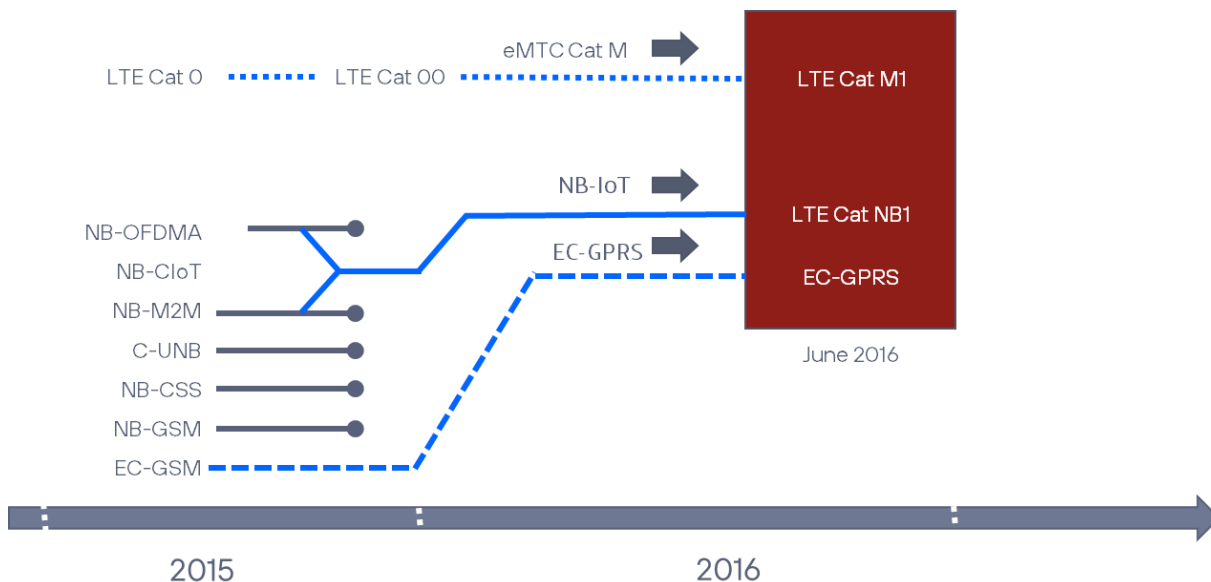 eMTC Cat M
LTE Cat 0
LTE Cat 00
LTE Cat M1
NB-IoT
LTE Cat NB1
NB-OFDMA
EC-GPRS
NB-CIoT
EC-GPRS
NB-M2M
C-UNB
June 2016
NB-CSS
NB-GSM
EC-GSM
2015
2016